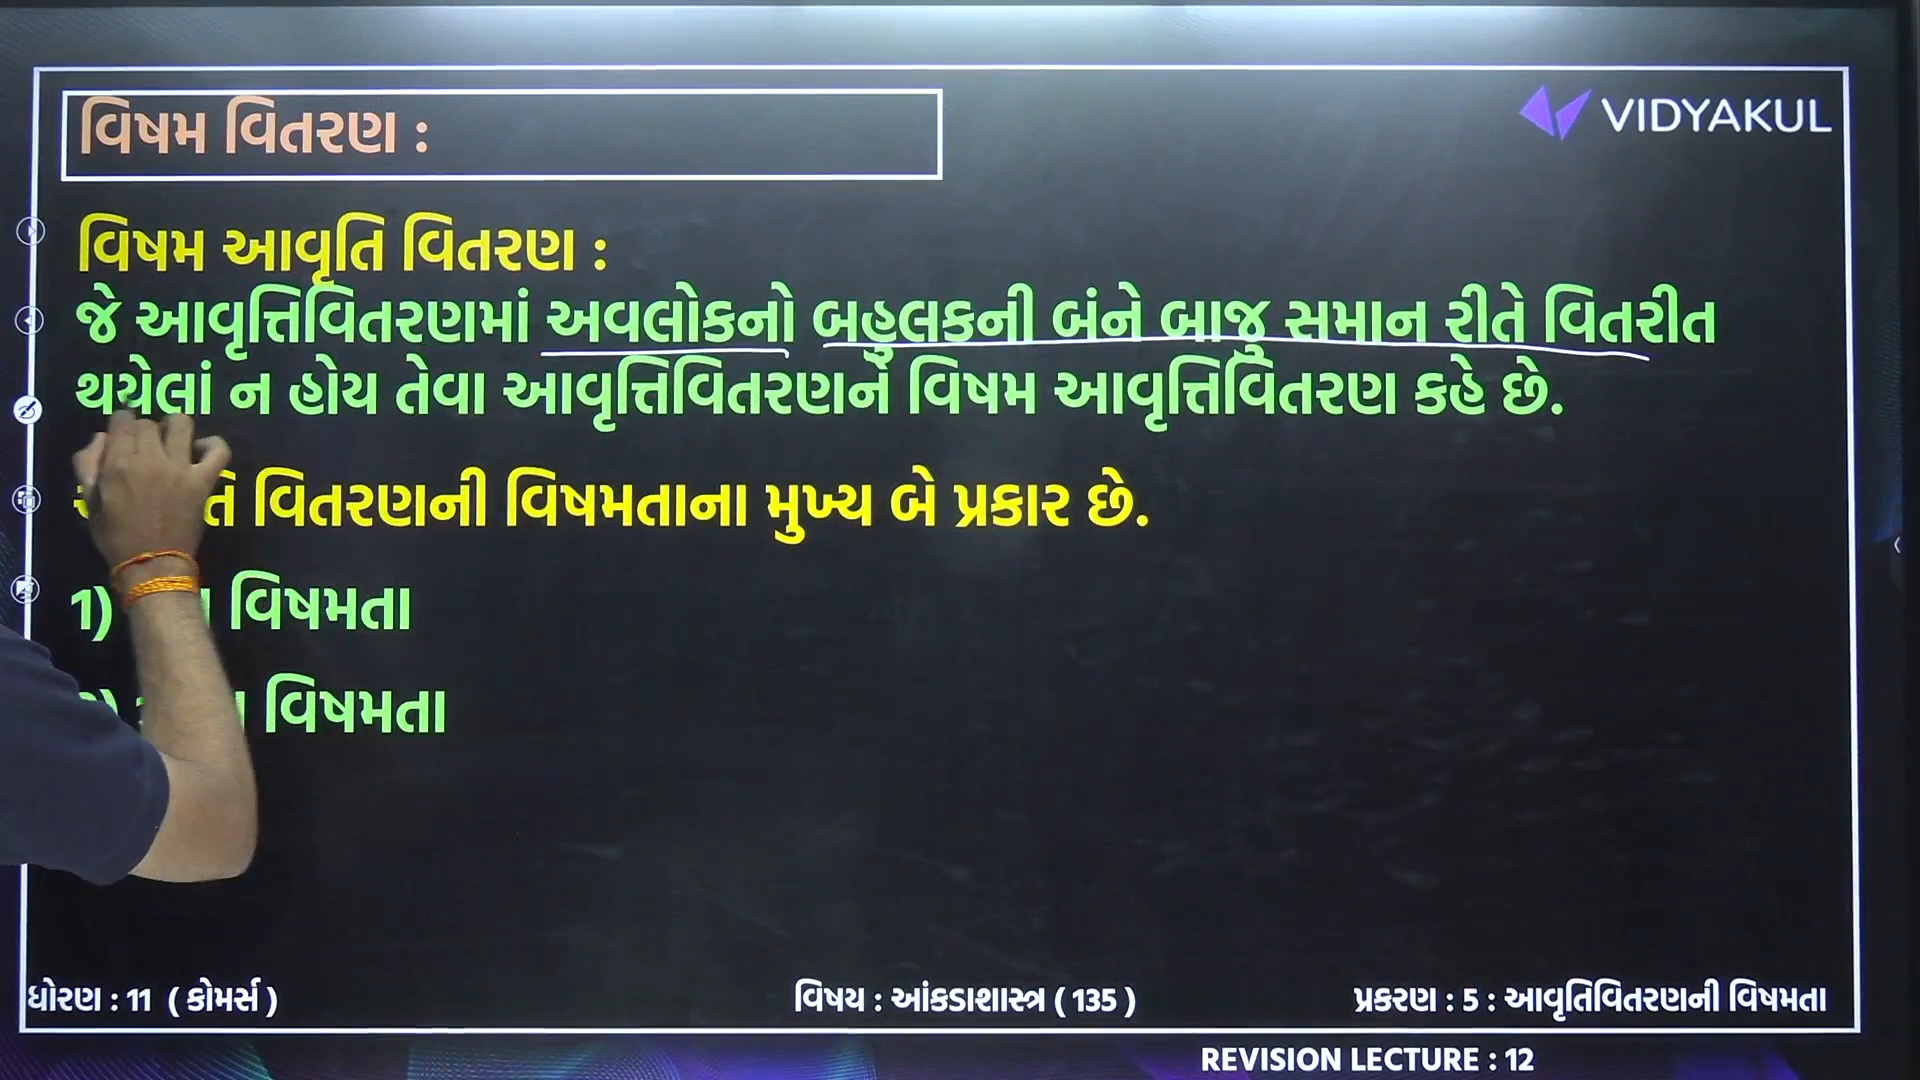 વિષમ વિતરણ :
VIDYAKUL
વિષમ આવૃતિ વિતરણ :
જે આવૃત્તિવિતરણમાં અવલોકનો બહુલકની બંને બાજુ સમાન રીતે વિતરીત
થયેલાં ન હોય તેવા આવૃત્તિવિતરણને વિષમ આવૃત્તિવિતરણ કહે છે.
વિતરણની વિષમતાના મુખ્ય બે પ્રકાર છે.
1) વિષમતા
વિષમતા
ધોરણ : 11 ( કોમર્સ )
વિષય : આંકડાશાસ્ત્ર ( 135 )
પ્રકરણ : 5 : આવૃતિવિતરણની વિષમતા
REVISION LECTURE : 12